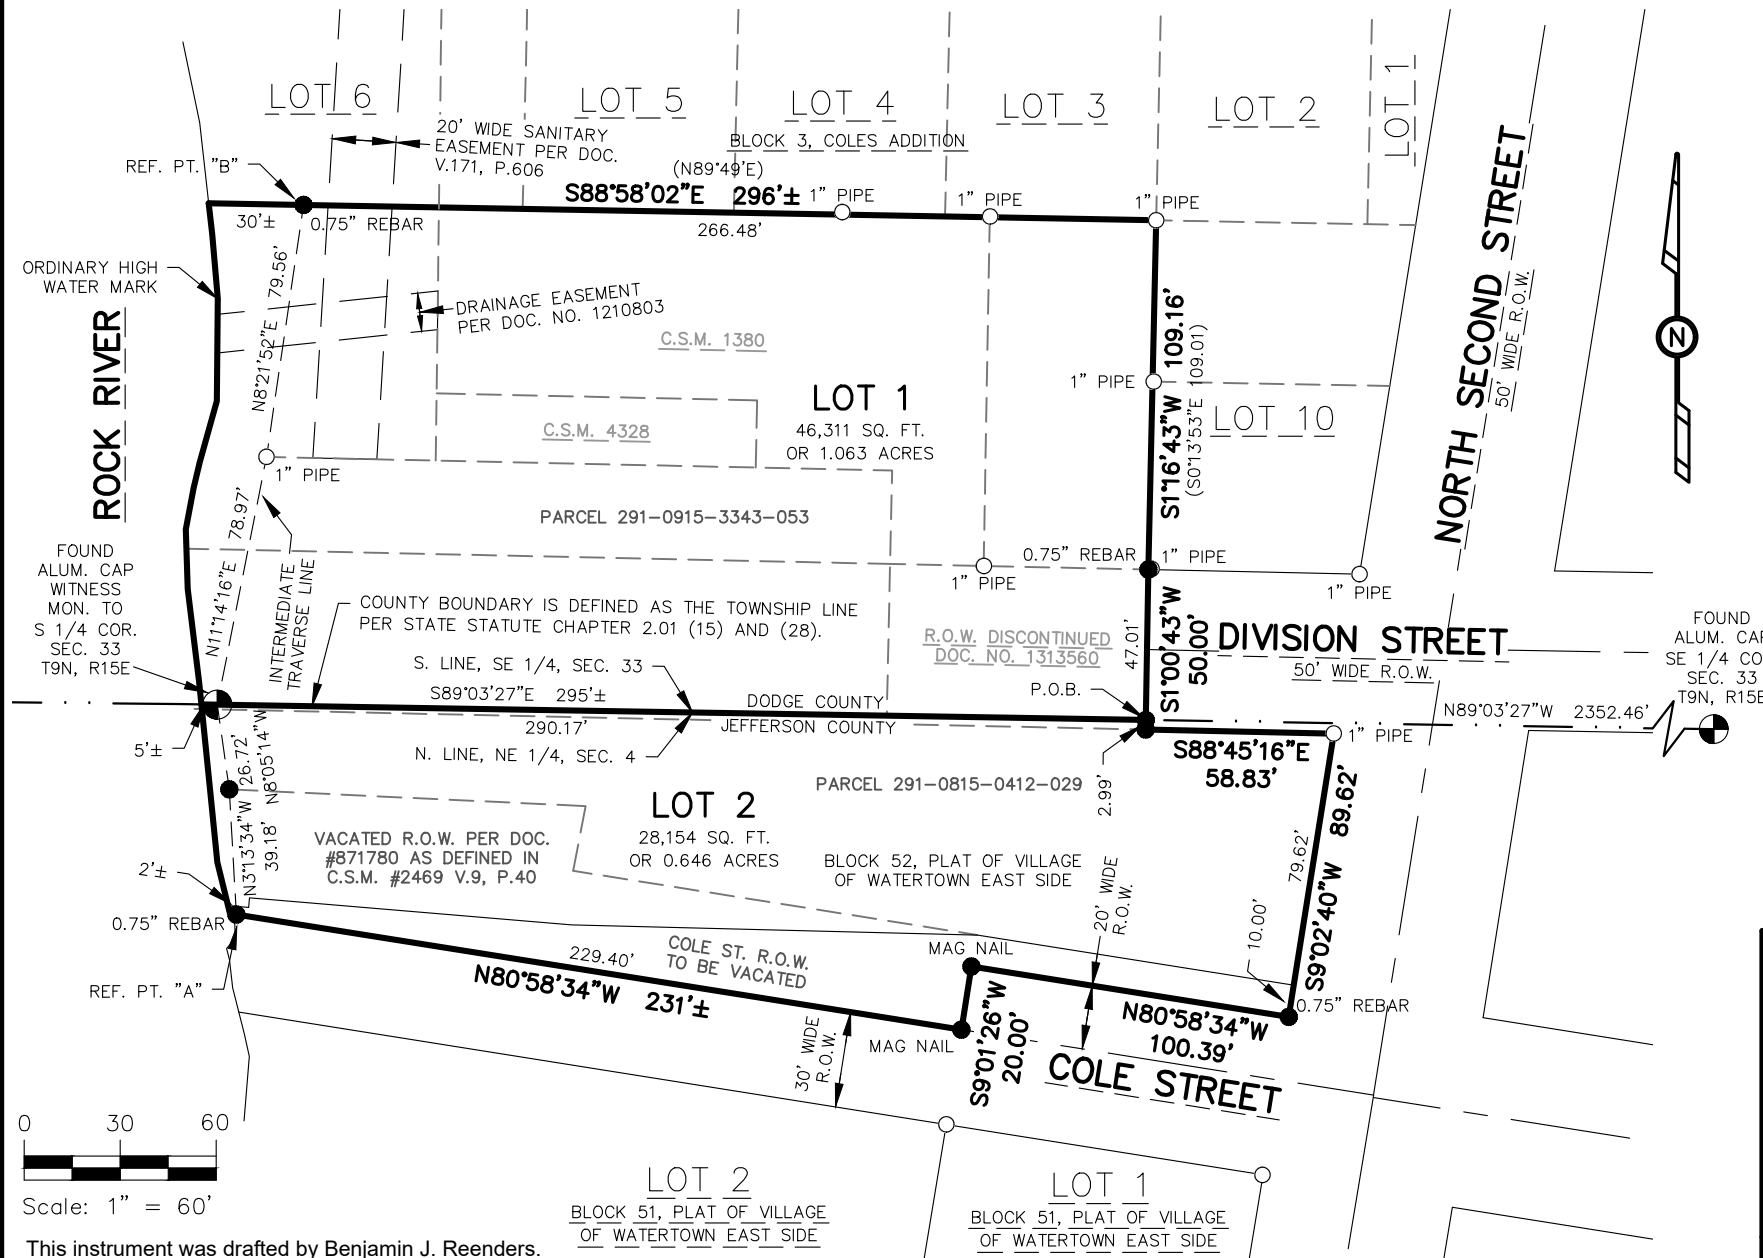 LOT 6
LOT 5
LOT 4
LOT 3
LOT 2
LOT 1
20' WIDE SANITARY
EASEMENT PER DOC.
V.171, P.606
BLOCK 3, COLES ADDITION
REF. PT. "B"
(N89°49'E)
S88°58'02"E 296'±
1" PIPE
1" PIPE
1" PIPE
30'±
0.75" REBAR
266.48'
ORDINARY HIGH
WATER MARK
ROCK RIVER
N8°21'52"E 79.56'
DRAINAGE EASEMENT
PER DOC. NO. 1210803
C.S.M. 1380
C.S.M. 4328
LOT 1
46,311 SQ. FT.
OR 1.063 ACRES
1" PIPE
S1°16'43"W 109.16'
(S0°13'53"E 109.01)
LOT 10
NORTH SECOND STREET
50' WIDE R.O.W.
N
1" PIPE
N11°14'16"E 78.97'
INTERMEDIATE
TRAVERSE LINE
PARCEL 291-0915-3343-053
0.75" REBAR
1" PIPE
1" PIPE
1" PIPE
FOUND
ALUM. CAP
WITNESS
MON. TO
S 1/4 COR.
SEC. 33
T9N, R15E
COUNTY BOUNDARY IS DEFINED AS THE TOWNSHIP LINE
PER STATE STATUTE CHAPTER 2.01 (15) AND (28).
R.O.W. DISCONTINUED
DOC. NO. 1313560
47.01'
S1°00'43"W
50.00'
DIVISION STREET
50' WIDE R.O.W.
FOUND
ALUM. CAP
SE 1/4 CO
SEC. 33
T9N, R15E
S. LINE, SE 1/4, SEC. 33
P.O.B.
S89°03'27"E 295'±
DODGE COUNTY
N89°03'27"W 2352.46'
290.17'
JEFFERSON COUNTY
5'±
N. LINE, NE 1/4, SEC. 4
S88°45'16"E
58.83'
1" PIPE
26.72'
N8°05'14"W
PARCEL 291-0815-0412-029
2.99'
LOT 2
28,154 SQ. FT.
OR 0.646 ACRES
S9°02'40"W 89.62'
79.62'
N3°13'34"W
39.18'
VACATED R.O.W. PER DOC.
#871780 AS DEFINED IN
C.S.M. #2469 V.9, P.40
BLOCK 52, PLAT OF VILLAGE
OF WATERTOWN EAST SIDE
20' WIDE
R.O.W.
10.00'
2'±
0.75" REBAR
REF. PT. "A"
229.40'
N80°58'34"W 231'±
COLE ST. R.O.W.
TO BE VACATED
MAG NAIL
MAG NAIL
S9°01'26"W
20.00'
N80°58'34"W
100.39'
0.75" REBAR
30' WIDE
R.O.W.
COLE STREET
0 30 60
Scale: 1" = 60'
LOT 2
BLOCK 51, PLAT OF VILLAGE
OF WATERTOWN EAST SIDE
LOT 1
BLOCK 51, PLAT OF VILLAGE
OF WATERTOWN EAST SIDE
This instrument was drafted by Benjamin J. Reenders.